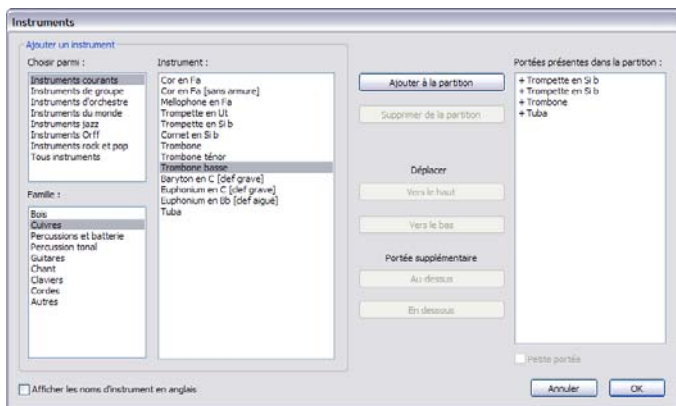 Instruments
Ajouter un instrument
Choisir parmi :
Instruments courants
Instruments de groupe
Instruments d'orchestre
Instruments du monde
Instruments jazz
Instruments Orff
Instruments rock et pop
Tous instruments
Famille :
Bois
Cuivres
Percussions et batterie
Percussion tonal
Guitares
Chant
Claviers
Cordes
Autres
Instrument :
Cor en Fa
Cor en Fa [sans armure]
Mellophone en Fa
Trompette en Ut
Trompette en Si b
Cornet en Si b
Trombone
Trombone ténor
Trombone basse
Baryton en C [clef grave]
Euphonium en C [clef grave]
Euphonium en Bb [clef aiguë]
Tuba
Ajouter à la partition
Supprimer de la partition
Déplacer
Vers le haut
Vers le bas
Portée supplémentaire
Au dessus
En dessous
Portées présentes dans la partition :
+ Trompette en Si b
+ Trompette en Si b
+ Trombone
+ Tuba
Petite portée
Afficher les noms d'instrument en anglais
Annuler
OK